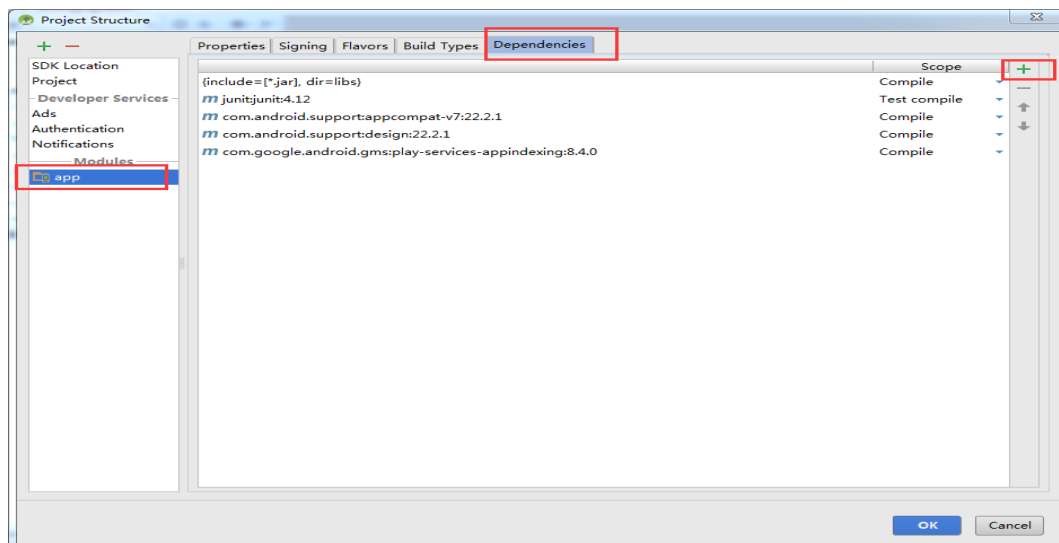 Project Structure
Properties Signing Flavors Build Types Dependencies
SDK Location
Project
Developer Services
Ads
Authentication
Notifications
Modules
app
Scope
{include=[*.jar], dir=libs} Compile
m junit:junit:4.12 Test compile
m com.android.support:appcompat-v7:22.2.1 Compile
m com.android.support:design:22.2.1 Compile
m com.google.android.gms:play-services-appindexing:8.4.0 Compile
OK Cancel